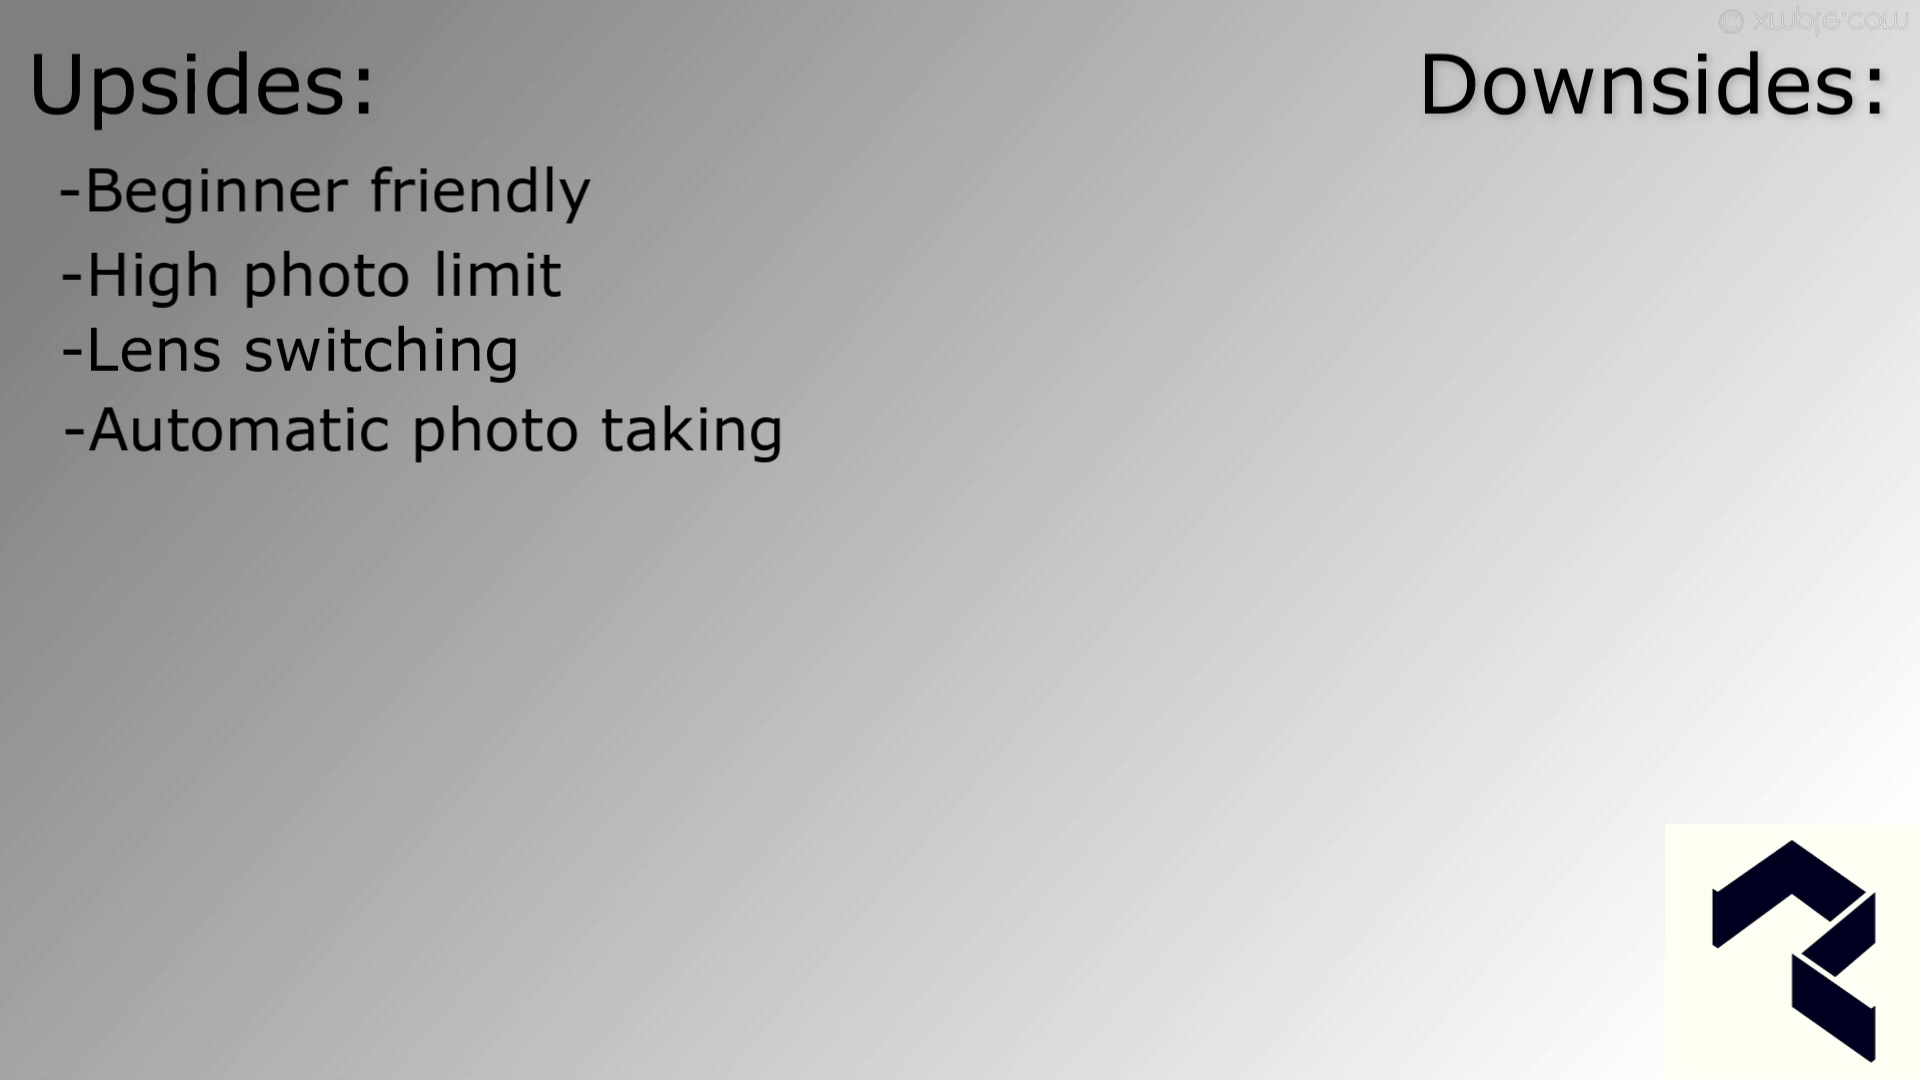 Upsides:
Downsides:
-Beginner friendly
-High photo limit
-Lens switching
-Automatic photo taking